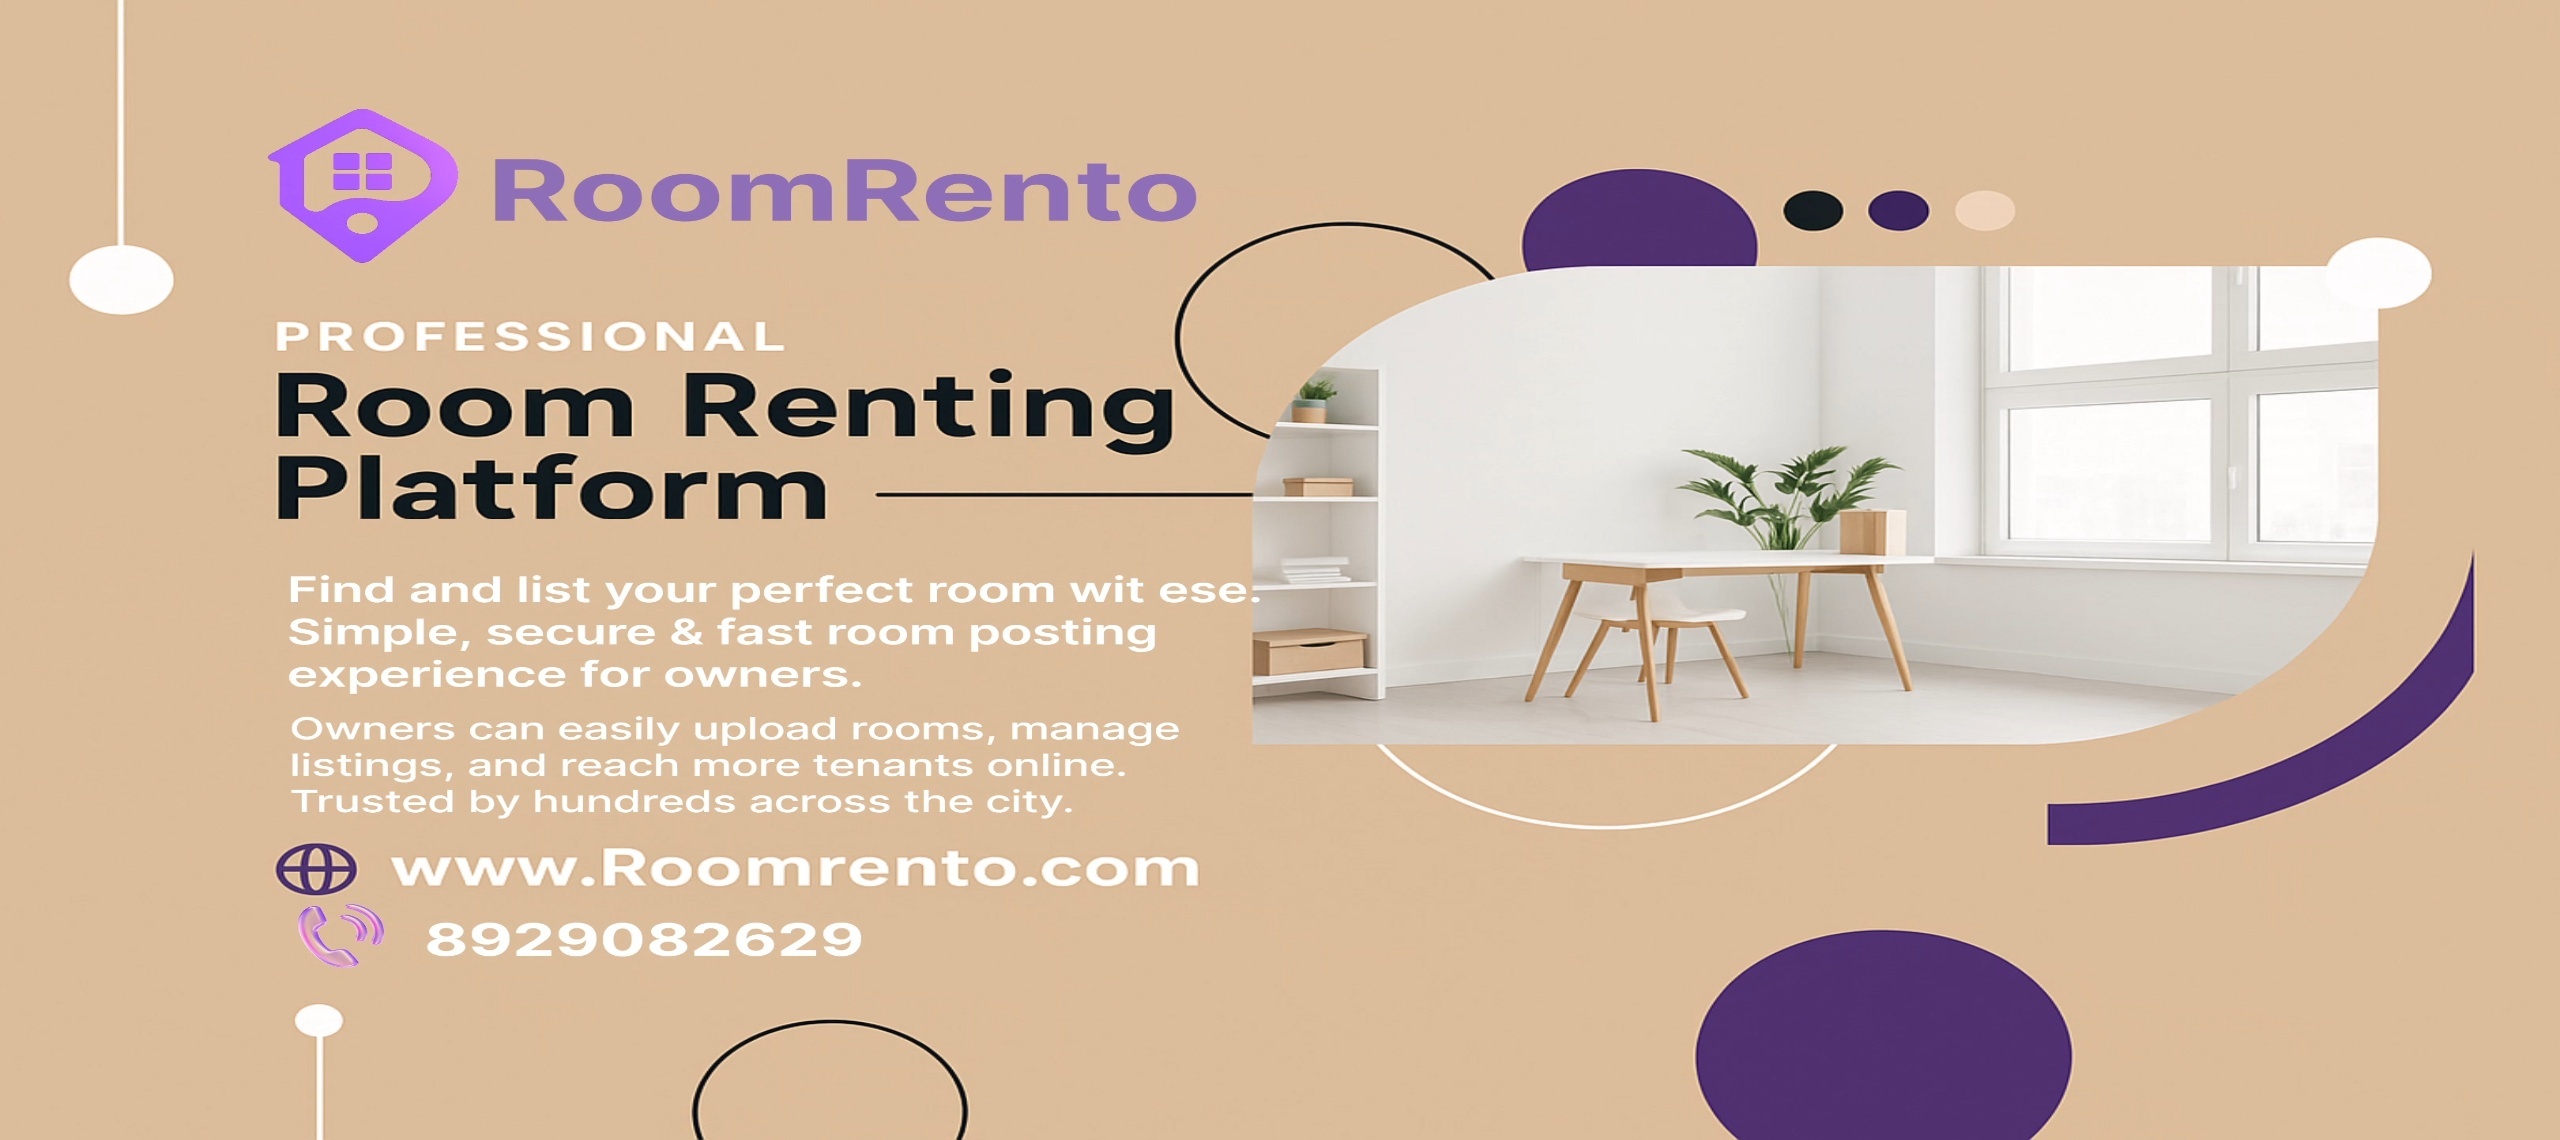 RoomRento
PROFESSIONAL
Room Renting
Platform
Find and list your perfect room wit ese.
Simple, secure & fast room posting
experience for owners.
Owners can easily upload rooms, manage
listings, and reach more tenants online.
Trusted by hundreds across the city.
www.Roomrento.com
8929082629